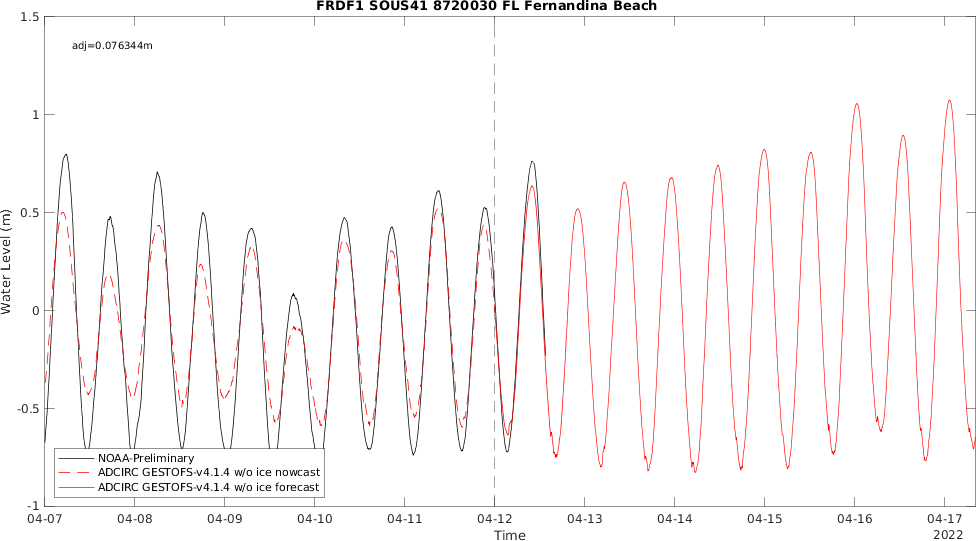 FRDF1 SOUS41 8720030 FL Fernandina Beach
1.5
adj=0.076344m
1
0.5
Water Level (m)
0
-0.5
NOAA-Preliminary
ADCIRC GESTOFS-v4.1.4 w/o ice nowcast
ADCIRC GESTOFS-v4.1.4 w/o ice forecast
-1
04-07 04-08 04-09 04-10 04-11 04-12 04-13 04-14 04-15 04-16 04-17
Time 2022